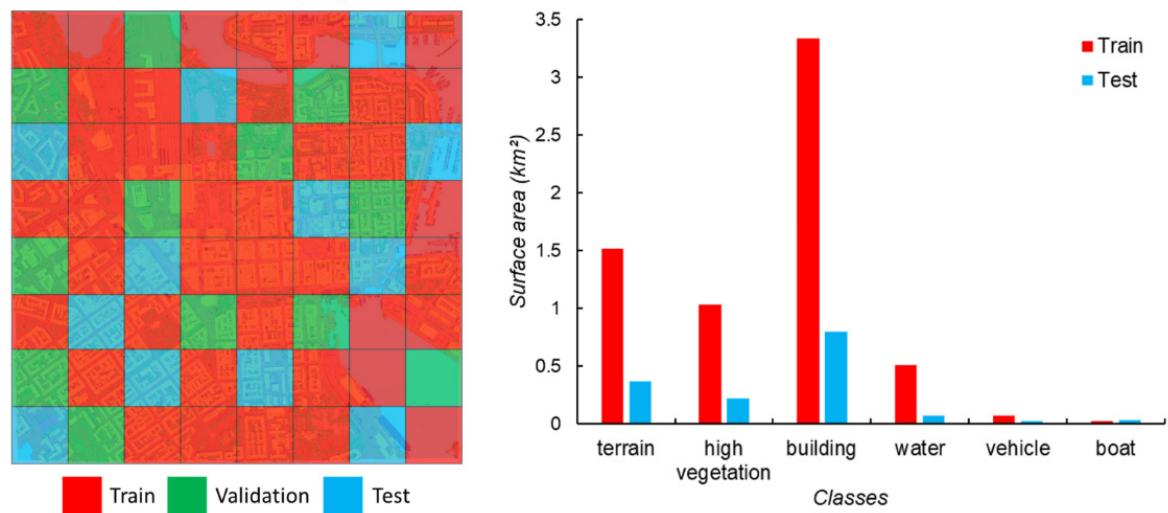 Train
Validation
Test
3.5
3
2.5
2
1.5
1
0.5
0
Surface area (km²)
Train
Test
terrain
high
vegetation
building
water
vehicle
boat
Classes